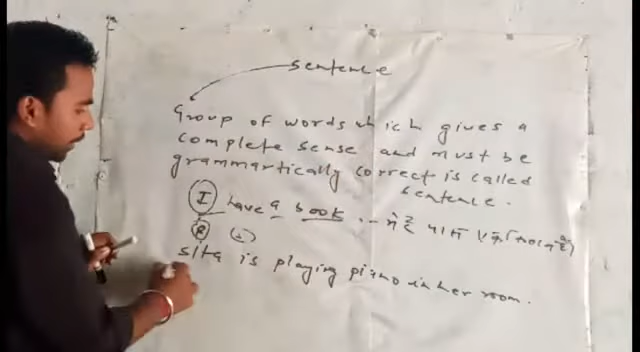 sentence
Group of words which gives a
complete sense and must be
grammartically correct is called
sentence.
I have a book. - मेरे पास एक किताब है
sita is playing piano in her room.